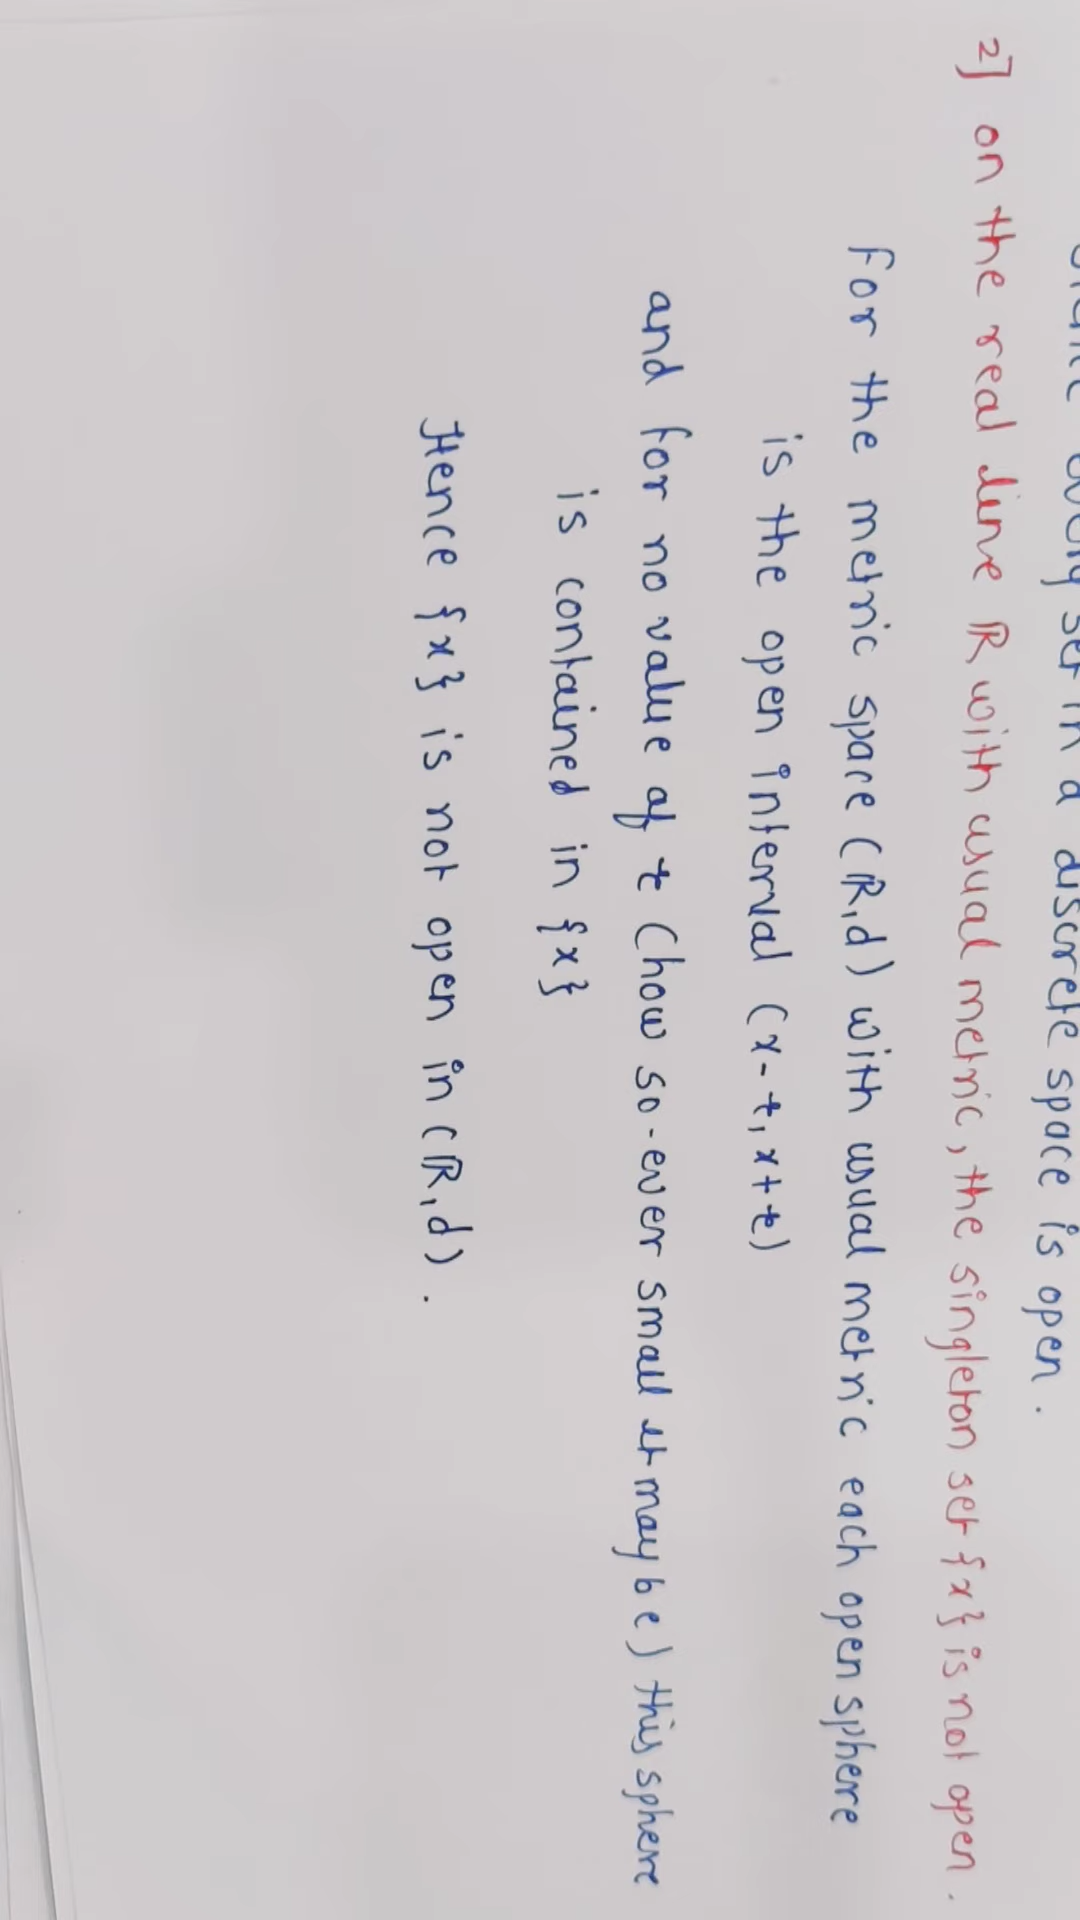 set in a discrete space is open.
2] on the real line ℝ with usual metric, the singleton set {x} is not open.
For the metric space (ℝ,d) with usual metric each open sphere
is the open interval (x-r, x+r)
and for no value of r (how so-ever small it may be) this sphere
is contained in {x}
Hence {x} is not open in (ℝ,d).